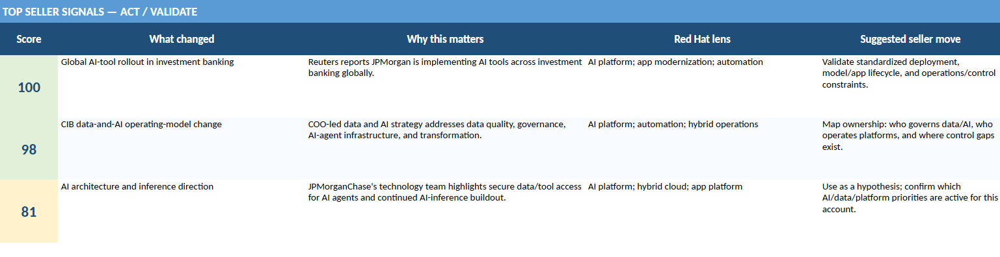 TOP SELLER SIGNALS — ACT / VALIDATE
Score What changed Why this matters Red Hat lens Suggested seller move
100
Global AI-tool rollout in investment banking
Reuters reports JPMorgan is implementing AI tools across investment
banking globally.
AI platform; app modernization; automation
Validate standardized deployment,
model/app lifecycle, and operations/control
constraints.
98
CIB data-and-AI operating-model change
COO-led data and AI strategy addresses data quality, governance,
AI-agent infrastructure, and transformation.
AI platform; automation; hybrid operations
Map ownership: who governs data/AI, who
operates platforms, and where control gaps
exist.
81
AI architecture and inference direction
JPMorganChase's technology team highlights secure data/tool access
for AI agents and continued AI-inference buildout.
AI platform; hybrid cloud; app platform
Use as a hypothesis; confirm which
AI/data/platform priorities are active for this
account.